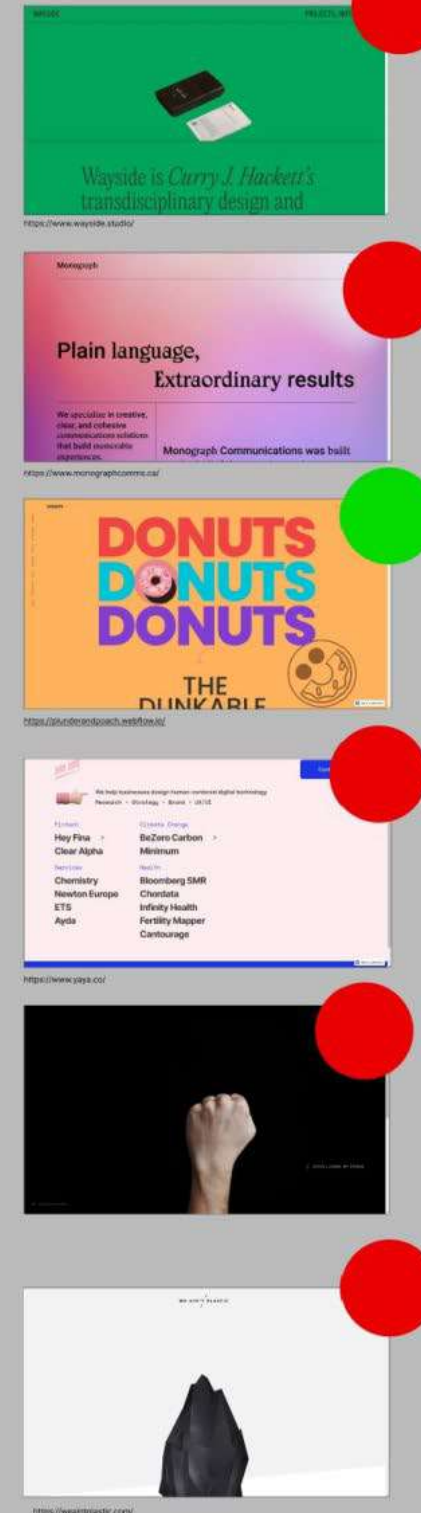 WAYSIDE
Wayside is Curry J. Hackett's
transdisciplinary design and
https://www.wayside.studio/
Monograph
Plain language,
Extraordinary results
We specialize in creative,
clear, and cohesive
communications solutions
that build memorable
experiences.
Monograph Communications was built
https://www.monographcomms.ca/
DONUTS
DONUTS
DONUTS
THE
DUNKABLE
https://plunderandpoach.webflow.io/
We help businesses design human-centered digital technology
Research • Strategy • Brand • UX/UI
Fintech
Climate Change
Hey Fina >
BeZero Carbon >
Clear Alpha
Minimum
Services
Health
Chemistry
Bloomberg SMR
Newton Europe
Chordata
ETS
Infinity Health
Ayda
Fertility Mapper
Cantourage
https://www.yaya.co/
WE AIN'T PLASTIC
https://weaintplastic.com/